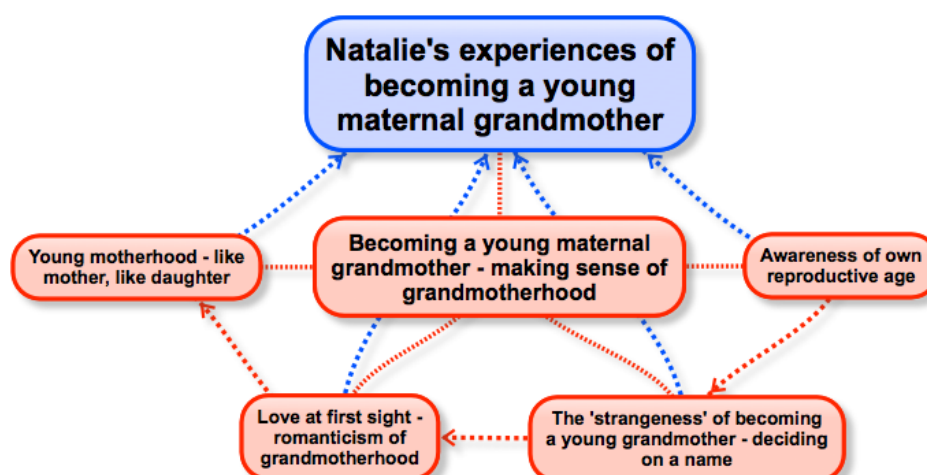 Natalie's experiences of
becoming a young
maternal grandmother
Young motherhood - like
mother, like daughter
Becoming a young maternal
grandmother - making sense of
grandmotherhood
Awareness of own
reproductive age
Love at first sight -
romanticism of
grandmotherhood
The 'strangeness' of becoming
a young grandmother - deciding
on a name